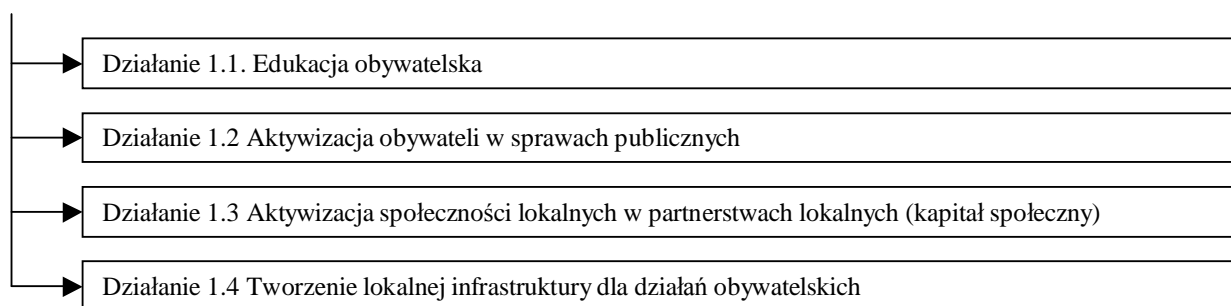 Działanie 1.1. Edukacja obywatelska
Działanie 1.2 Aktywizacja obywateli w sprawach publicznych
Działanie 1.3 Aktywizacja społeczności lokalnych w partnerstwach lokalnych (kapitał społeczny)
Działanie 1.4 Tworzenie lokalnej infrastruktury dla działań obywatelskich